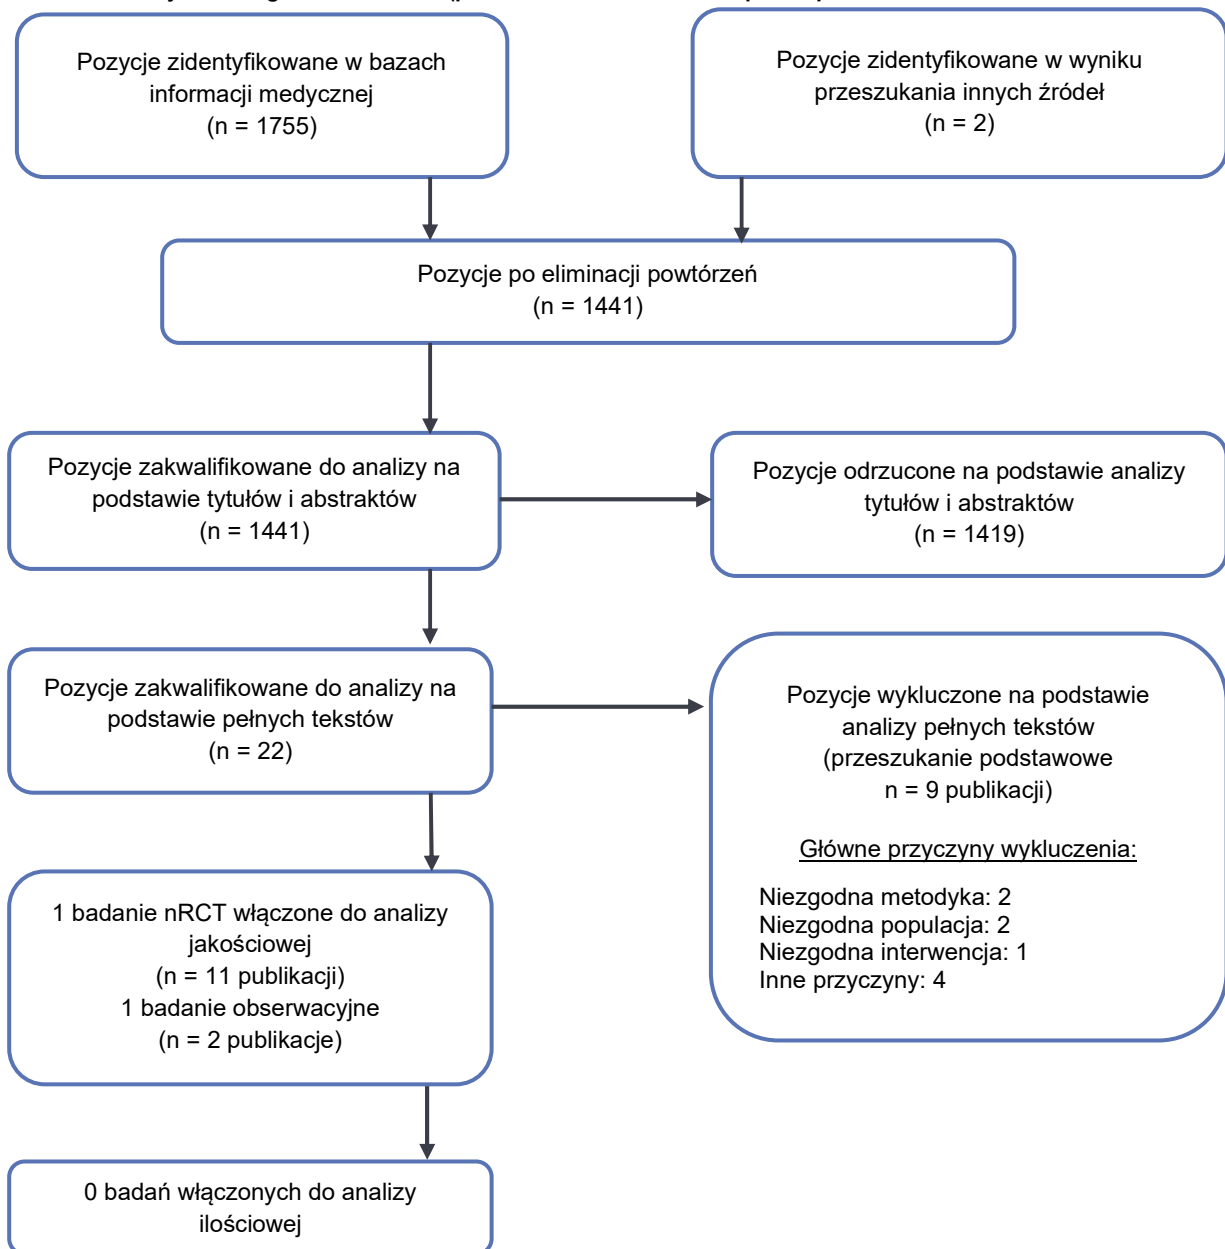 Pozycje zidentyfikowane w bazach
informacji medycznej
(n = 1755)
Pozycje zidentyfikowane w wyniku
przeszukania innych źródeł
(n = 2)
Pozycje po eliminacji powtórzeń
(n = 1441)
Pozycje zakwalifikowane do analizy na
podstawie tytułów i abstraktów
(n = 1441)
Pozycje odrzucone na podstawie analizy
tytułów i abstraktów
(n = 1419)
Pozycje zakwalifikowane do analizy na
podstawie pełnych tekstów
(n = 22)
Pozycje wykluczone na podstawie
analizy pełnych tekstów
(przeszukanie podstawowe
n = 9 publikacji)
Główne przyczyny wykluczenia:
Niezgodna metodyka: 2
Niezgodna populacja: 2
Niezgodna interwencja: 1
Inne przyczyny: 4
1 badanie nRCT włączone do analizy
jakościowej
(n = 11 publikacji)
1 badanie obserwacyjne
(n = 2 publikacje)
0 badań włączonych do analizy
ilościowej